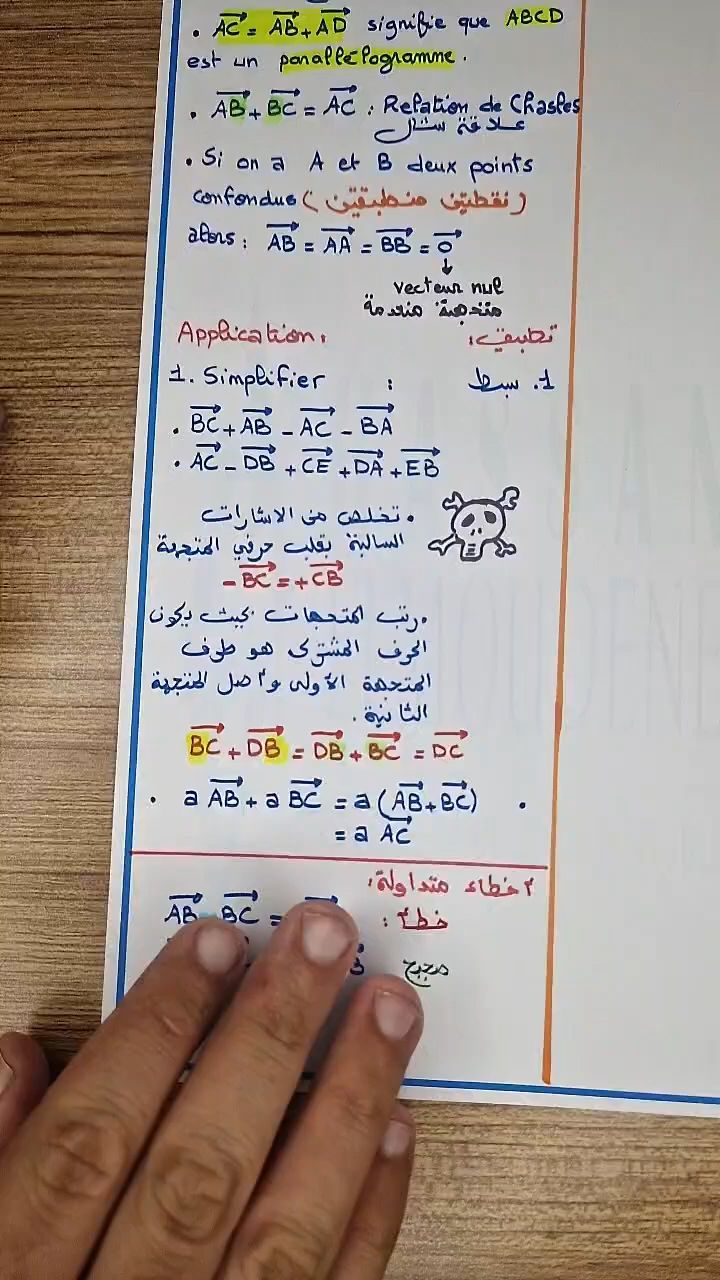 . AC = AB + AD signifie que ABCD
est un parallélogramme.
. AB + BC = AC : Relation de Chasles
علاقة شال
. Si on a A et B deux points
confondus (نقطتين منطبقتين)
alors : AB = AA = BB = 0
vecteur nul
متجهة منعدمة
Application: تطبيق:
1. Simplifier : 1. بسط
. BC + AB - AC - BA
. AC - DB + CE + DA + EB
. تخلص من الاشارات
السالبة بقلب حرفي المتجهة
- BC = + CB
. رتب المتجهات بحيث يكون
الحرف المشترك هو طرف
المتجهة الأولى وأصل المتجهة
الثانية.
BC + DB = DB + BC = DC
. a AB + a BC = a (AB + BC) .
= a AC
أخطاء متداولة:
AB BC = خطأ :
B صحيح